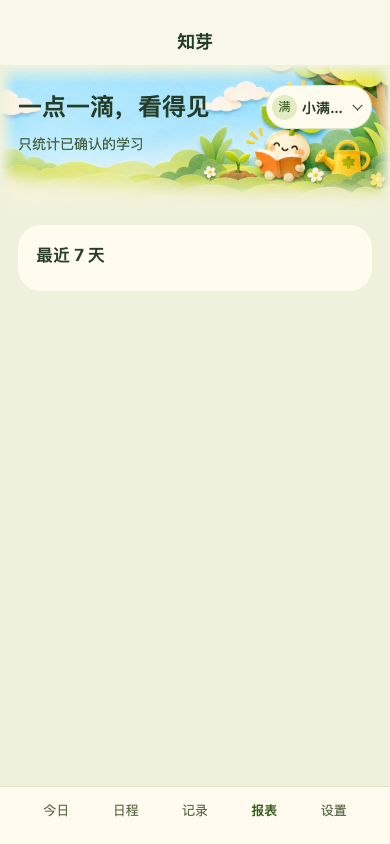 知芽
一点一滴，看得见
满 小满...
只统计已确认的学习
最近 7 天
今日 日程 记录 报表 设置